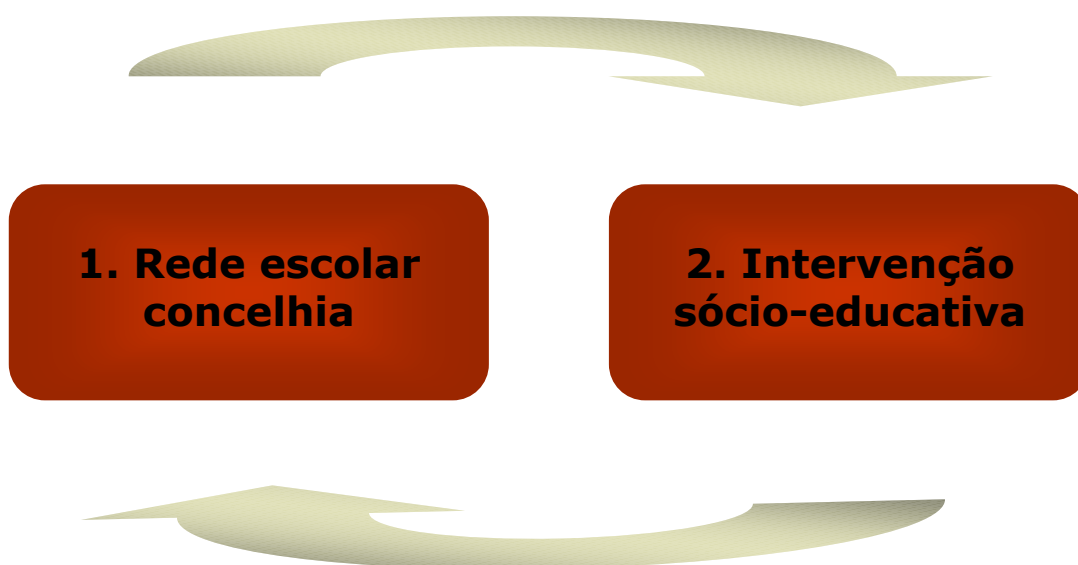 1. Rede escolar
concelhia
2. Intervenção
sócio-educativa